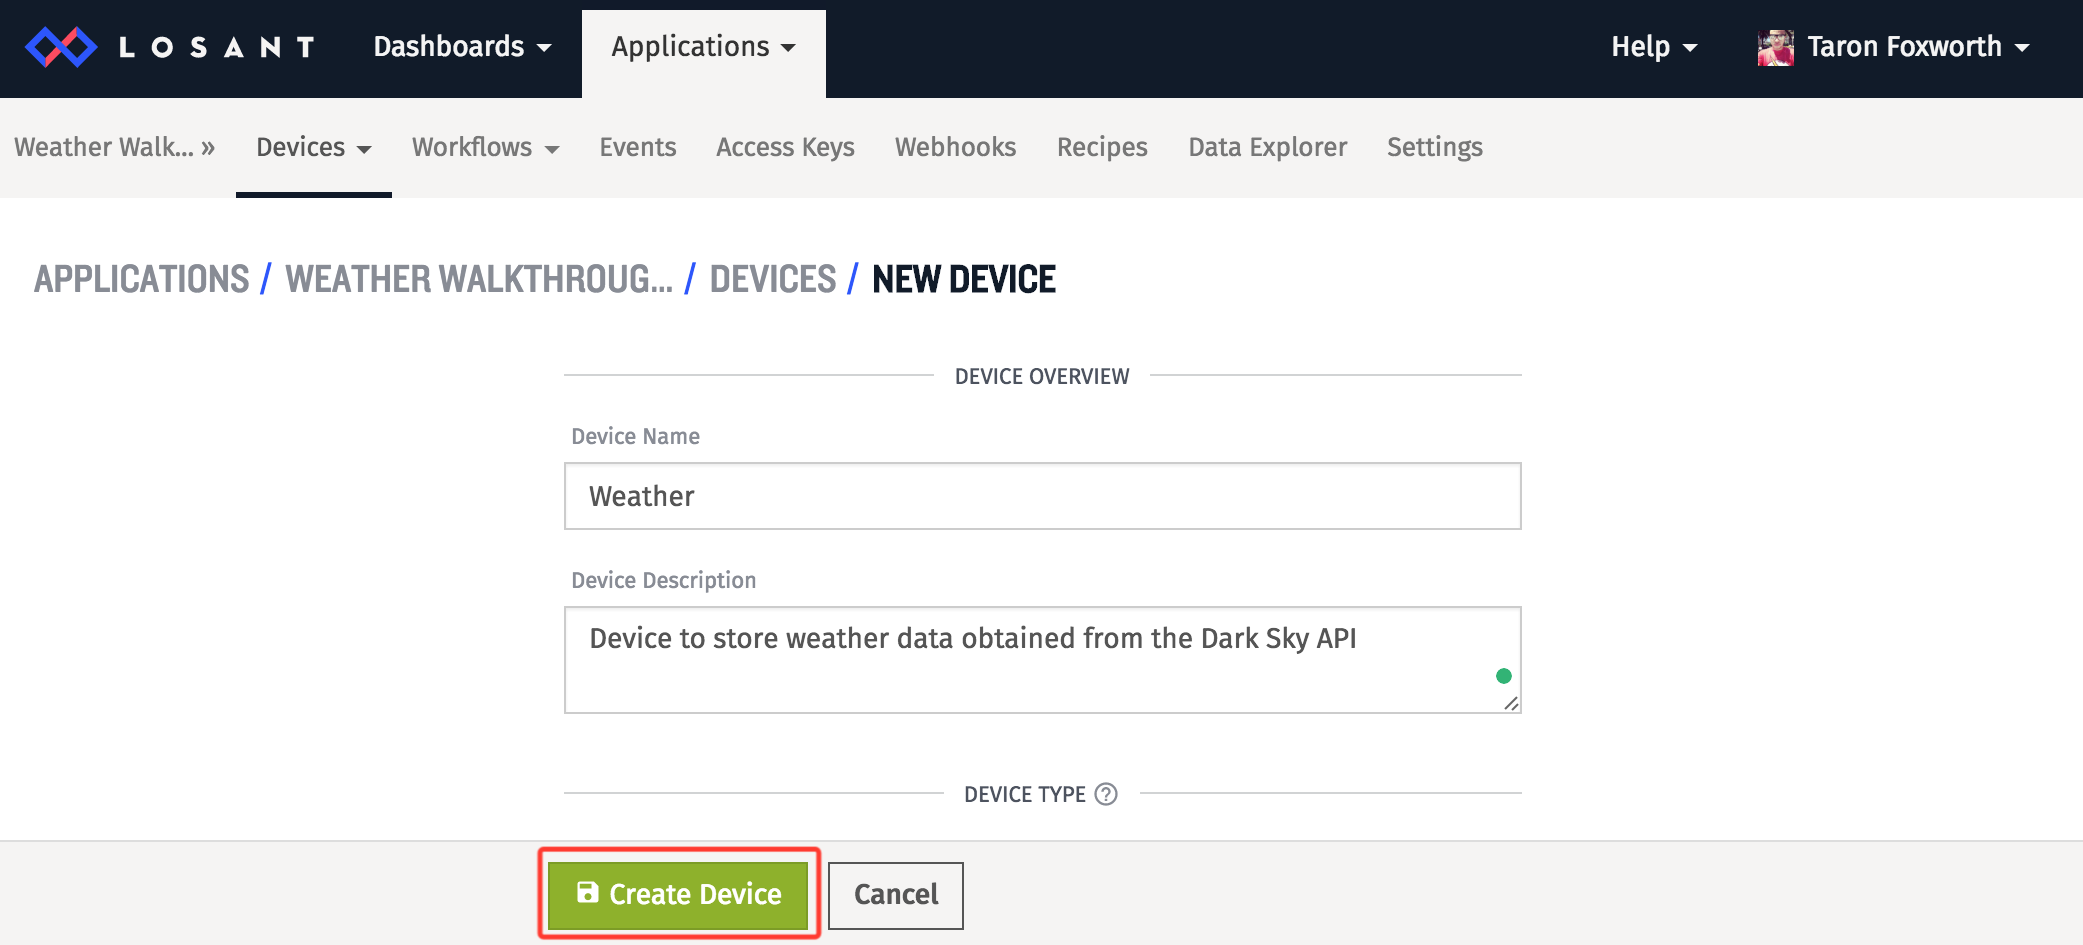 LOSANT Dashboards Applications Help Taron Foxworth
Weather Walk... » Devices Workflows Events Access Keys Webhooks Recipes Data Explorer Settings
APPLICATIONS / WEATHER WALKTHROUG... / DEVICES / NEW DEVICE
DEVICE OVERVIEW
Device Name
Weather
Device Description
Device to store weather data obtained from the Dark Sky API
DEVICE TYPE ?
Create Device Cancel